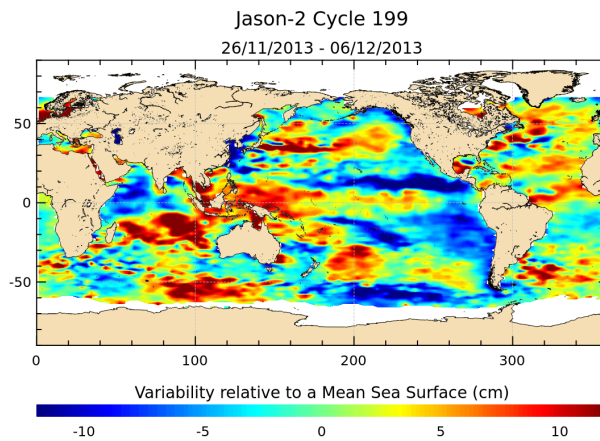 Jason-2 Cycle 199
26/11/2013 - 06/12/2013
50
0
-50
0 100 200 300
Variability relative to a Mean Sea Surface (cm)
-10 -5 0 5 10